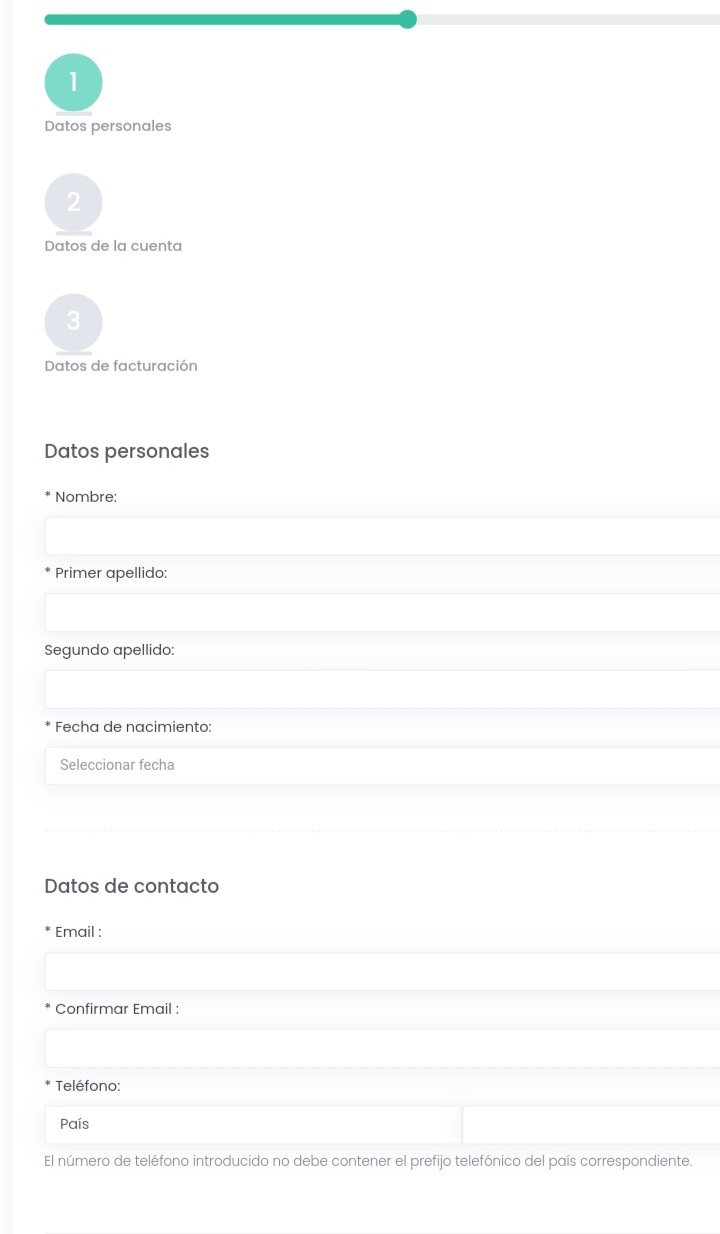 1
Datos personales
2
Datos de la cuenta
3
Datos de facturación
Datos personales
* Nombre:
* Primer apellido:
Segundo apellido:
* Fecha de nacimiento:
Seleccionar fecha
Datos de contacto
* Email :
* Confirmar Email :
* Teléfono:
País
El número de teléfono introducido no debe contener el prefijo telefónico del país correspondiente.